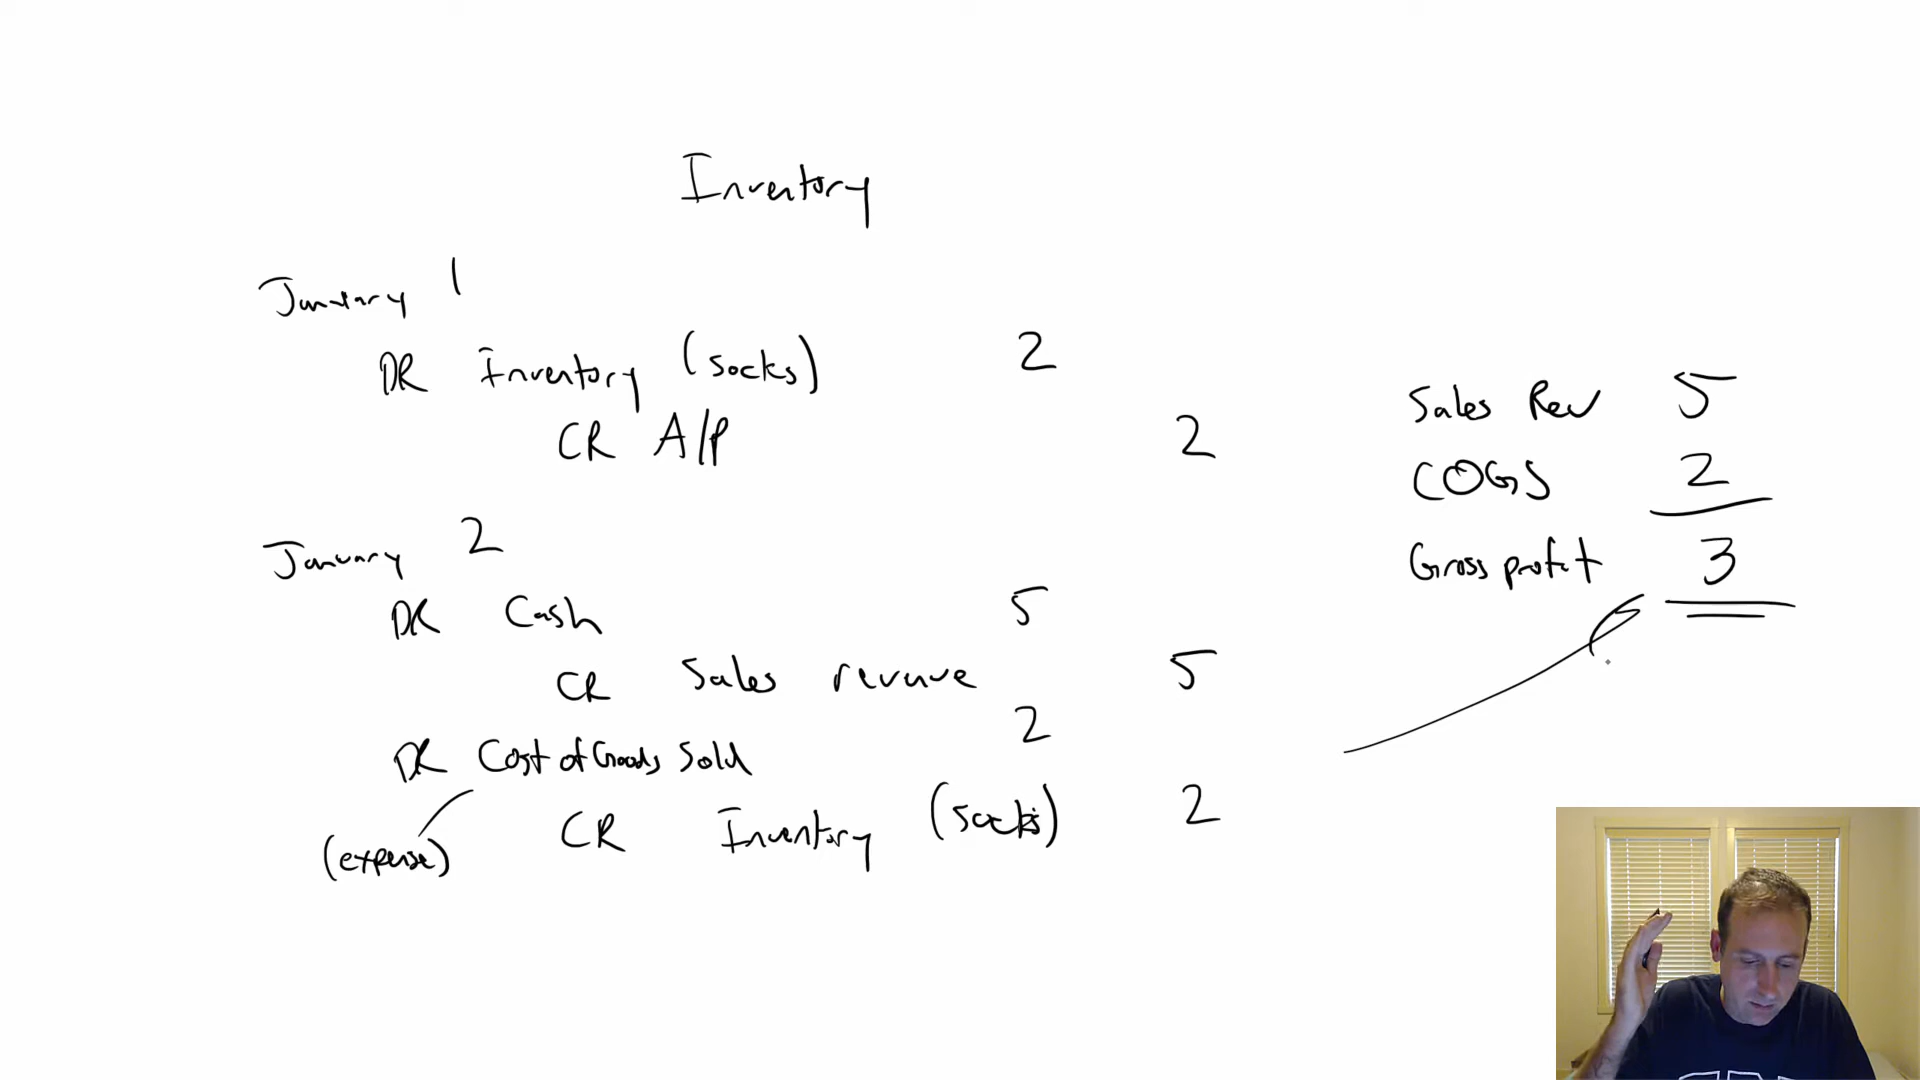 Inventory
January 1
DR Inventory (socks) 2
CR A/P 2
January 2
DR Cash 5
CR Sales revenue 5
DR Cost of Goods Sold 2
(expense) CR Inventory (socks) 2
Sales Rev 5
COGS 2
Gross profit 3